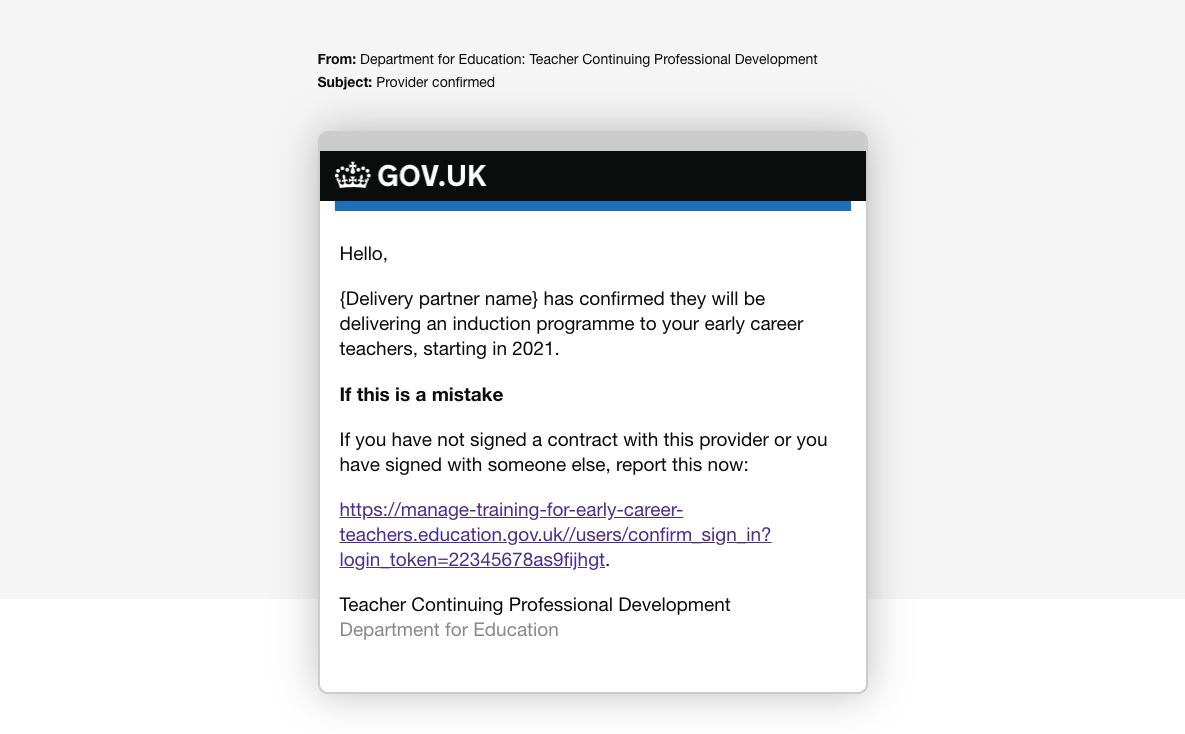 From: Department for Education: Teacher Continuing Professional Development
Subject: Provider confirmed
GOV.UK
Hello,
{Delivery partner name} has confirmed they will be
delivering an induction programme to your early career
teachers, starting in 2021.
If this is a mistake
If you have not signed a contract with this provider or you
have signed with someone else, report this now:
https://manage-training-for-early-career-
teachers.education.gov.uk//users/confirm_sign_in?
login_token=22345678as9fijhgt.
Teacher Continuing Professional Development
Department for Education